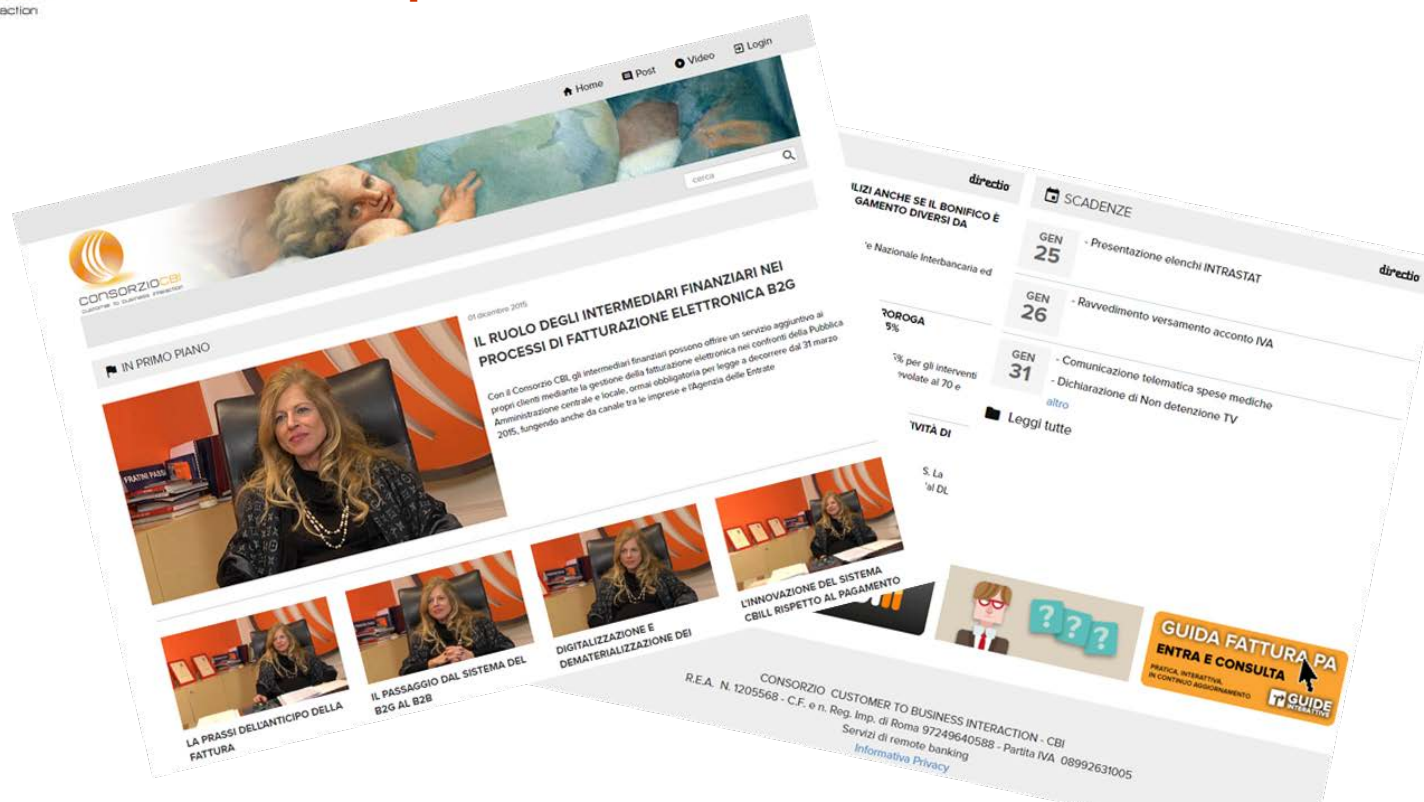 action
Home
Post
Video
Login
cerca
CONSORZIOCBI
customer to business interaction
IN PRIMO PIANO
01 dicembre 2015
IL RUOLO DEGLI INTERMEDIARI FINANZIARI NEI
PROCESSI DI FATTURAZIONE ELETTRONICA B2G
Con il Consorzio CBI, gli intermediari finanziari possono offrire un servizio aggiuntivo ai
propri clienti mediante la gestione della fatturazione elettronica nei confronti della Pubblica
Amministrazione centrale e locale, ormai obbligatoria per legge a decorrere dal 31 marzo
2015, fungendo anche da canale tra le imprese e l'Agenzia delle Entrate
FRATINI PASSI
LA PRASSI DELL'ANTICIPO DELLA
FATTURA
IL PASSAGGIO DAL SISTEMA DEL
B2G AL B2B
DIGITALIZZAZIONE E
DEMATERIALIZZAZIONE DEI
L'INNOVAZIONE DEL SISTEMA
CBILL RISPETTO AL PAGAMENTO
directio
ILIZI ANCHE SE IL BONIFICO È
GAMENTO DIVERSI DA
e Nazionale Interbancaria ed
ROROGA
5%
5% per gli interventi
evolate al 70 e
IVITÀ DI
S. La
'al DL
SCADENZE
directio
GEN
25
- Presentazione elenchi INTRASTAT
GEN
26
- Ravvedimento versamento acconto IVA
GEN
31
- Comunicazione telematica spese mediche
- Dichiarazione di Non detenzione TV
altro
Leggi tutte
? ? ?
GUIDA FATTURA PA
ENTRA E CONSULTA
PRATICA, INTERATTIVA,
IN CONTINUO AGGIORNAMENTO
GUIDE
INTERATTIVE
CONSORZIO CUSTOMER TO BUSINESS INTERACTION - CBI
R.E.A. N. 1205568 - C.F. e n. Reg. Imp. di Roma 97249640588 - Partita IVA 08992631005
Servizi di remote banking
Informativa Privacy